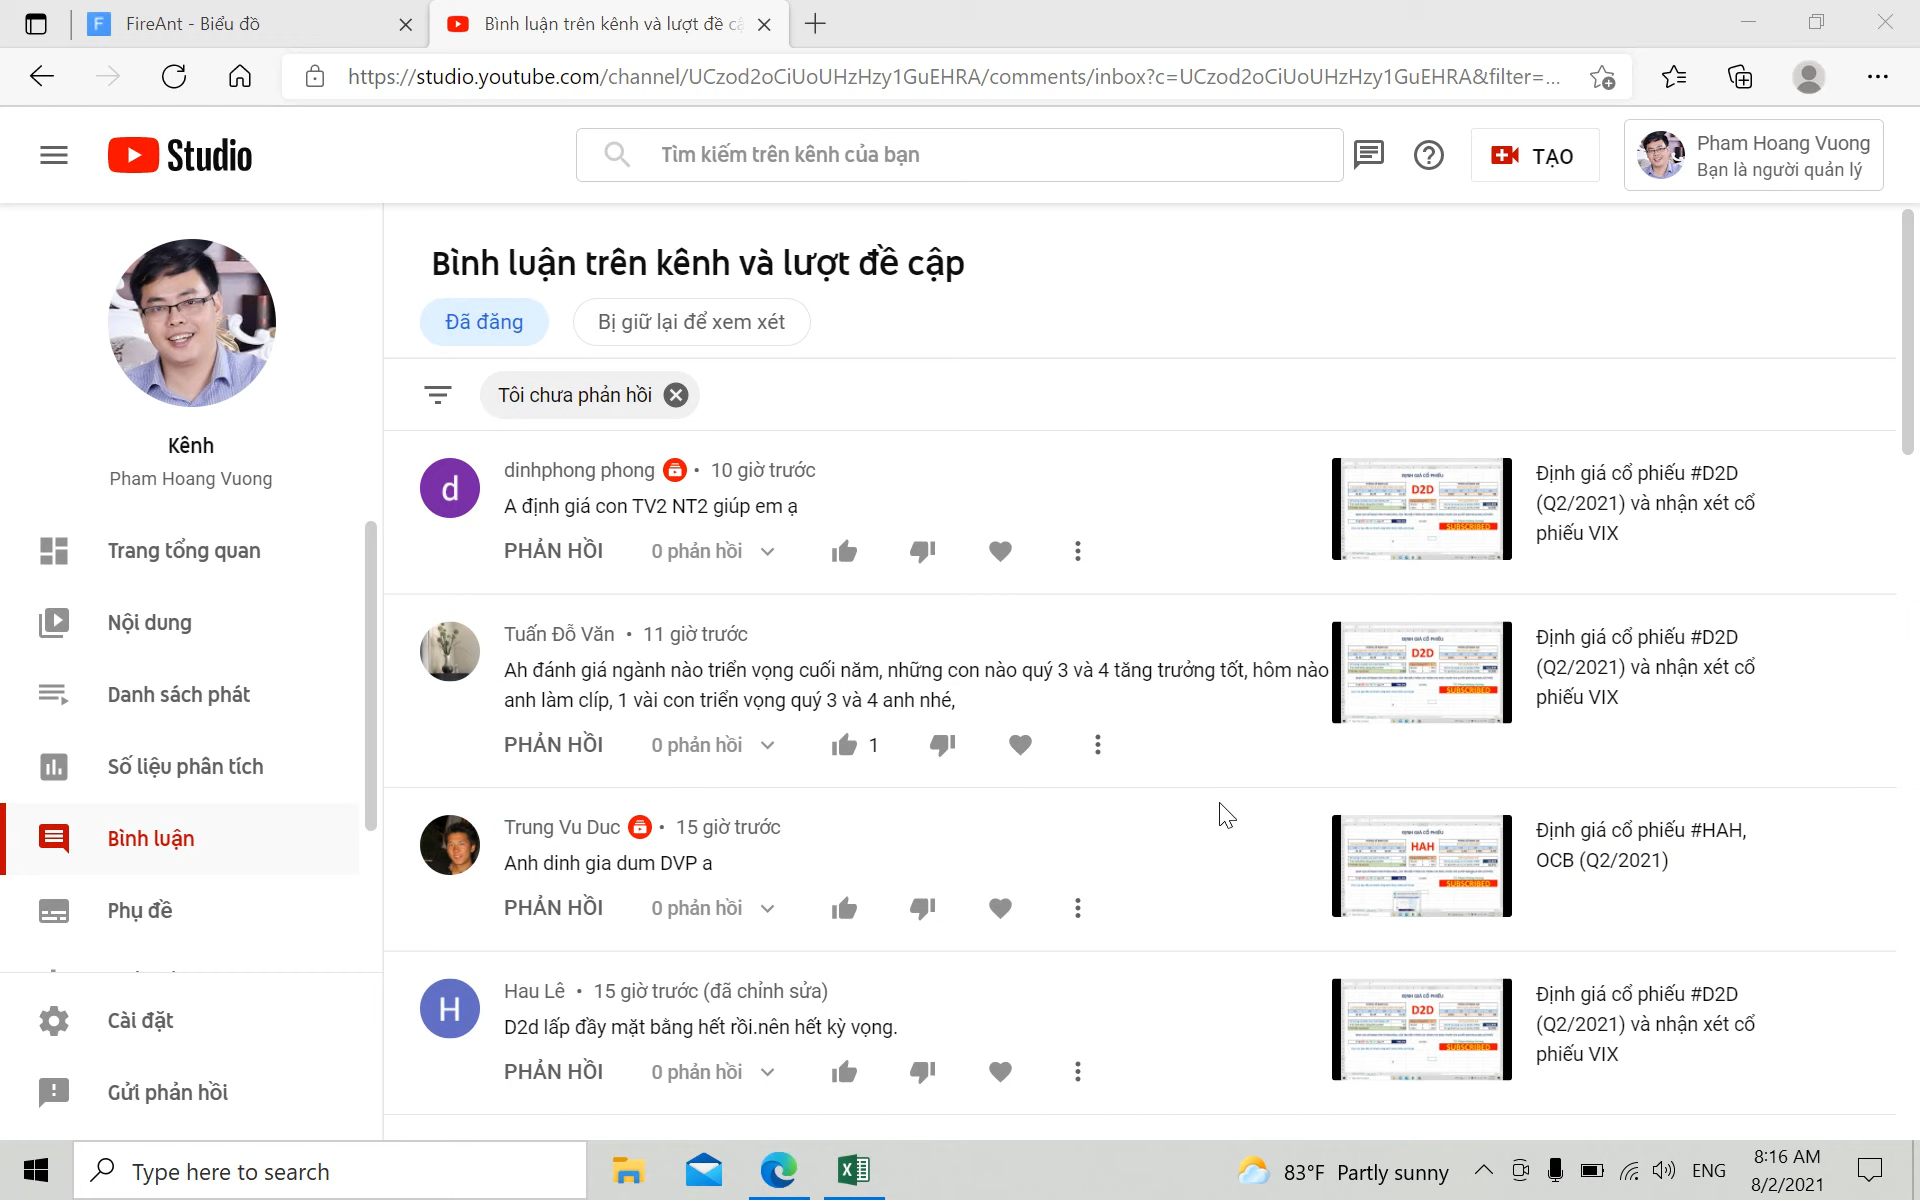 FireAnt - Biểu đồ
Bình luận trên kênh và lượt đề cậ
https://studio.youtube.com/channel/UCzod2oCiUoUHzHzy1GuEHRA/comments/inbox?c=UCzod2oCiUoUHzHzy1GuEHRA&filter=...
Studio
Tìm kiếm trên kênh của bạn
TẠO
Pham Hoang Vuong
Bạn là người quản lý
Kênh
Pham Hoang Vuong
Trang tổng quan
Nội dung
Danh sách phát
Số liệu phân tích
Bình luận
Phụ đề
Cài đặt
Gửi phản hồi
Bình luận trên kênh và lượt đề cập
Đã đăng
Bị giữ lại để xem xét
Tôi chưa phản hồi
d
dinhphong phong • 10 giờ trước
A định giá con TV2 NT2 giúp em ạ
PHẢN HỒI 0 phản hồi
D2D
SUBSCRIBED
Định giá cổ phiếu #D2D
(Q2/2021) và nhận xét cổ
phiếu VIX
Tuấn Đỗ Văn • 11 giờ trước
Ah đánh giá ngành nào triển vọng cuối năm, những con nào quý 3 và 4 tăng trưởng tốt, hôm nào
anh làm clíp, 1 vài con triển vọng quý 3 và 4 anh nhé,
PHẢN HỒI 0 phản hồi 1
D2D
SUBSCRIBED
Định giá cổ phiếu #D2D
(Q2/2021) và nhận xét cổ
phiếu VIX
Trung Vu Duc • 15 giờ trước
Anh dinh gia dum DVP a
PHẢN HỒI 0 phản hồi
HAH
SUBSCRIBED
Định giá cổ phiếu #HAH,
OCB (Q2/2021)
H
Hau Lê • 15 giờ trước (đã chỉnh sửa)
D2d lấp đầy mặt bằng hết rồi.nên hết kỳ vọng.
PHẢN HỒI 0 phản hồi
D2D
SUBSCRIBED
Định giá cổ phiếu #D2D
(Q2/2021) và nhận xét cổ
phiếu VIX
Type here to search
83°F Partly sunny
ENG
8:16 AM
8/2/2021